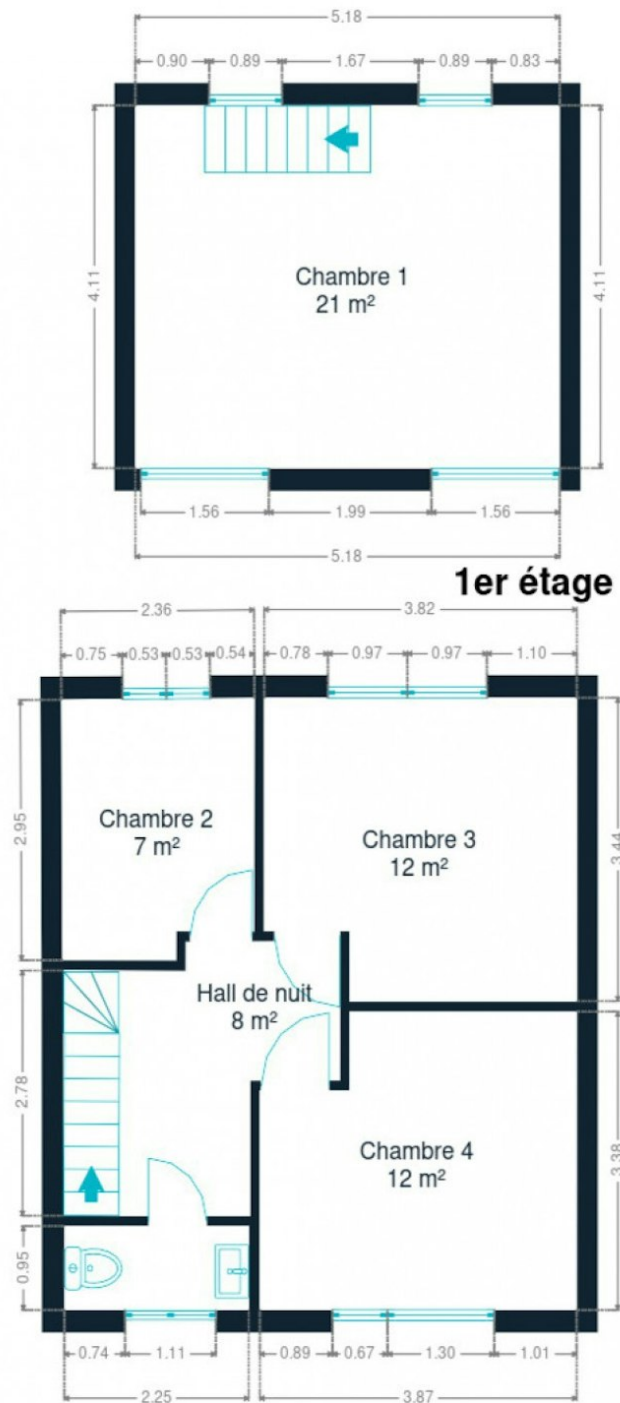 5.18
0.90 0.89 1.67 0.89 0.83
4.11
4.11
Chambre 1
21 m²
1.56 1.99 1.56
5.18
1er étage
2.36 3.82
0.75 0.53 0.53 0.54 0.78 0.97 0.97 1.10
2.95
Chambre 2
7 m²
Chambre 3
12 m²
3.44
Hall de nuit
8 m²
2.78
Chambre 4
12 m²
3.38
0.95
0.74 1.11 0.89 0.67 1.30 1.01
2.25 3.87